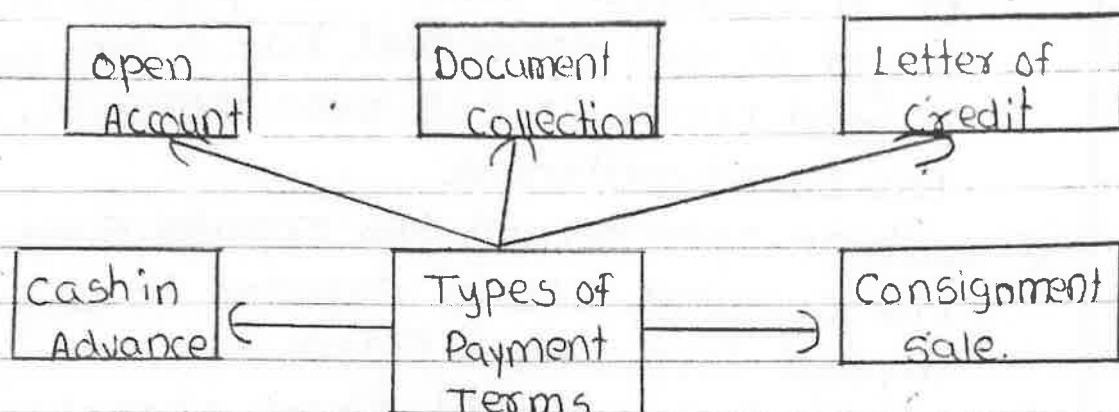 Open
Account
Document
Collection
Letter of
Credit
Cash in
Advance
Types of
Payment
Terms
Consignment
Sale.